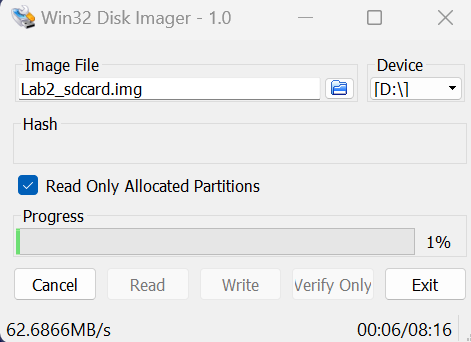 Win32 Disk Imager - 1.0
Image File
Device
Lab2_sdcard.img
[D:\]
Hash
Read Only Allocated Partitions
Progress
1%
Cancel
Read
Write
Verify Only
Exit
62.6866MB/s
00:06/08:16